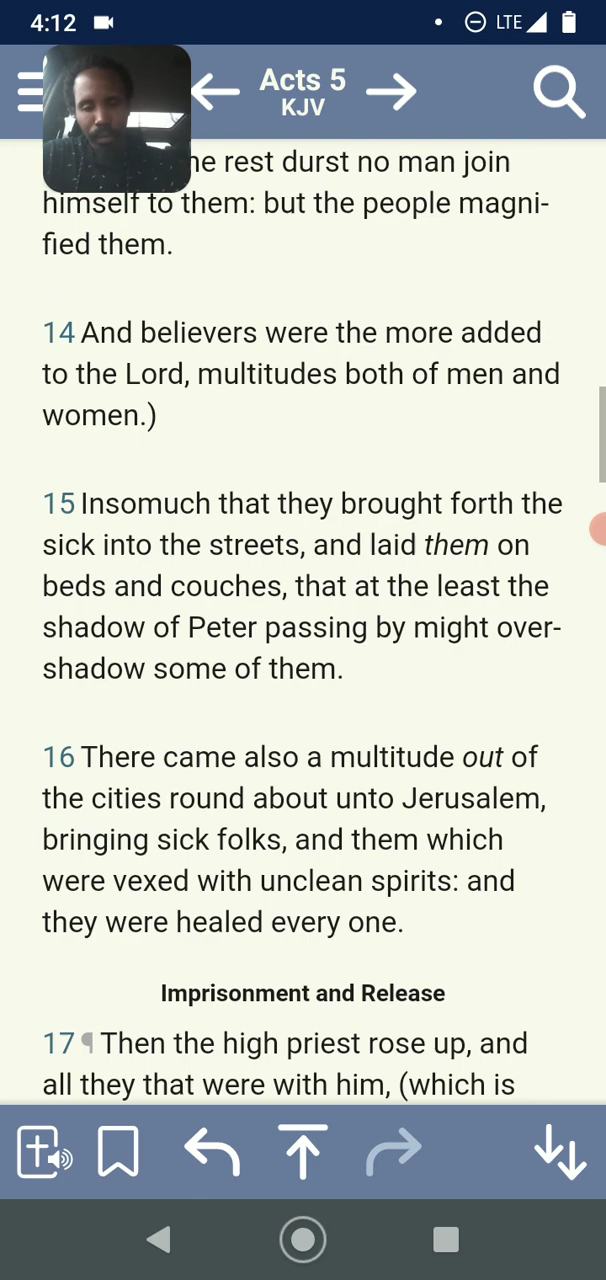 4:12 LTE
Acts 5
KJV
he rest durst no man join
himself to them: but the people magni-
fied them.
14 And believers were the more added
to the Lord, multitudes both of men and
women.)
15 Insomuch that they brought forth the
sick into the streets, and laid them on
beds and couches, that at the least the
shadow of Peter passing by might over-
shadow some of them.
16 There came also a multitude out of
the cities round about unto Jerusalem,
bringing sick folks, and them which
were vexed with unclean spirits: and
they were healed every one.
Imprisonment and Release
17 ¶ Then the high priest rose up, and
all they that were with him, (which is